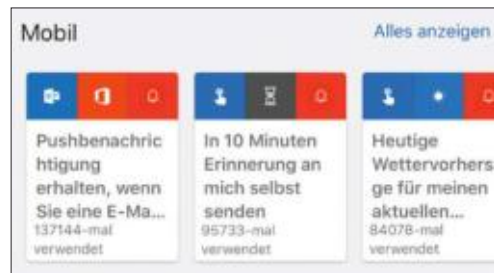 Mobil
Alles anzeigen
Pushbenachric
htigung
erhalten, wenn
Sie eine E-Ma...
137144-mal
verwendet
In 10 Minuten
Erinnerung an
mich selbst
senden
95733-mal
verwendet
Heutige
Wettervorhers
ge für meinen
aktuellen...
84078-mal
verwendet